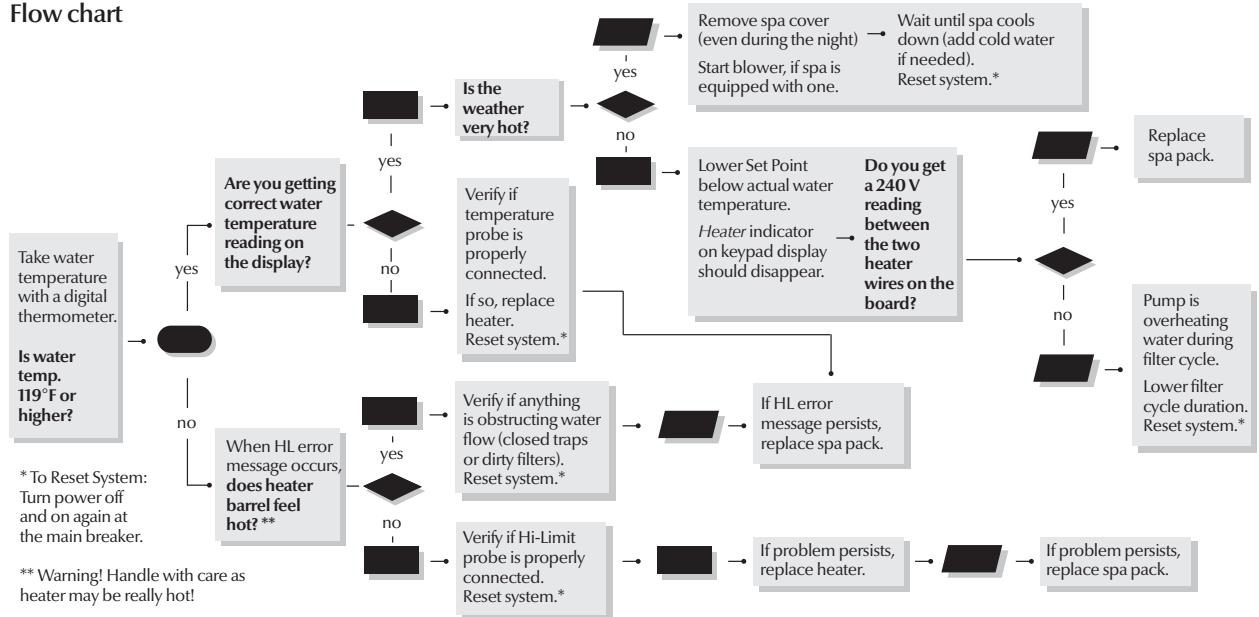 Flow chart
Take water
temperature
with a digital
thermometer.
Is water
temp.
119°F or
higher?
yes
no
Are you getting
correct water
temperature
reading on
the display?
yes
no
Is the
weather
very hot?
yes
no
Remove spa cover
(even during the night)
Start blower, if spa is
equipped with one.
Wait until spa cools
down (add cold water
if needed).
Reset system.*
Lower Set Point
below actual water
temperature.
Heater indicator
on keypad display
should disappear.
Do you get
a 240 V
reading
between
the two
heater
wires on the
board?
yes
no
Replace
spa pack.
Pump is
overheating
water during
filter cycle.
Lower filter
cycle duration.
Reset system.*
Verify if
temperature
probe is
properly
connected.
If so, replace
heater.
Reset system.*
When HL error
message occurs,
does heater
barrel feel
hot? **
yes
no
Verify if anything
is obstructing water
flow (closed traps
or dirty filters).
Reset system.*
If HL error
message persists,
replace spa pack.
Verify if Hi-Limit
probe is properly
connected.
Reset system.*
If problem persists,
replace heater.
If problem persists,
replace spa pack.
* To Reset System:
Turn power off
and on again at
the main breaker.
** Warning! Handle with care as
heater may be really hot!